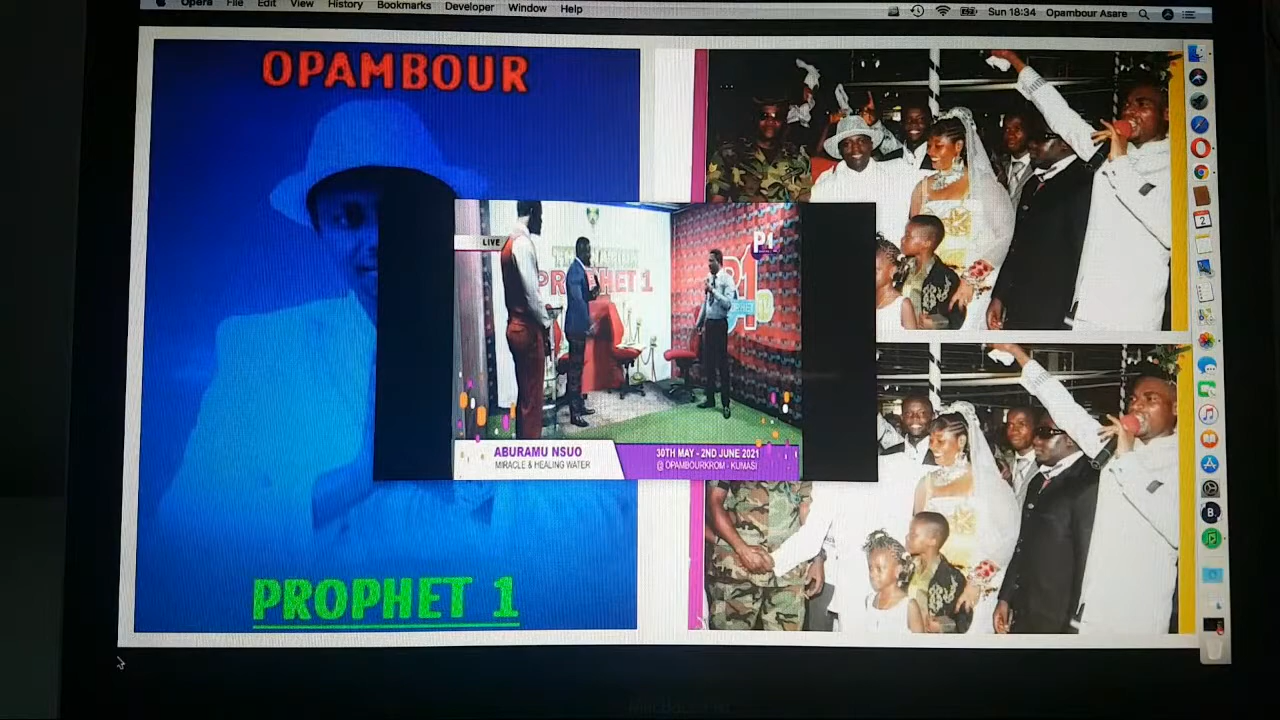 Opera File Edit View History Bookmarks Developer Window Help
Sun 18:34 Opambour Asare
OPAMBOUR
PROPHET 1
LIVE
PROPHET 1
P1
ABURAMU NSUO
MIRACLE & HEALING WATER
30TH MAY - 2ND JUNE 2021
@ OPAMBOURKROM - KUMASI
2
B.